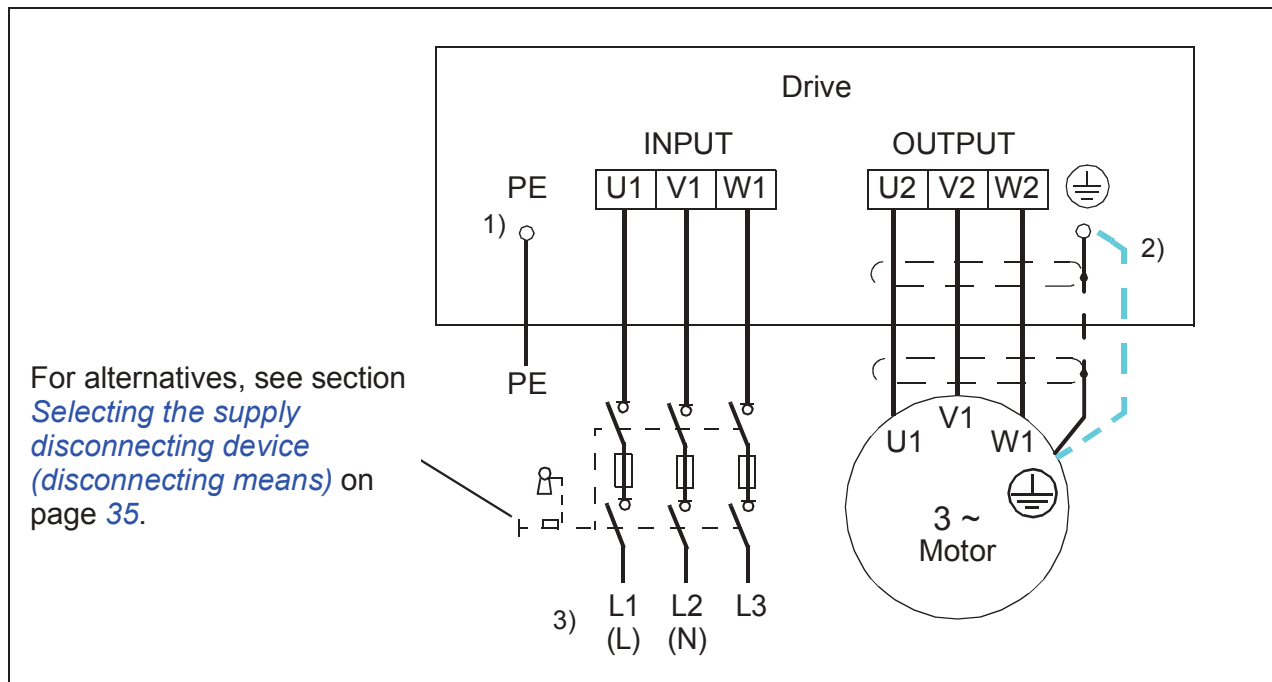 Drive
INPUT
OUTPUT
PE
U1 V1 W1
U2 V2 W2
1)
2)
PE
For alternatives, see section
Selecting the supply
disconnecting device
(disconnecting means) on
page 35.
U1
V1
W1
3 ~
Motor
3)
L1
L2
L3
(L)
(N)